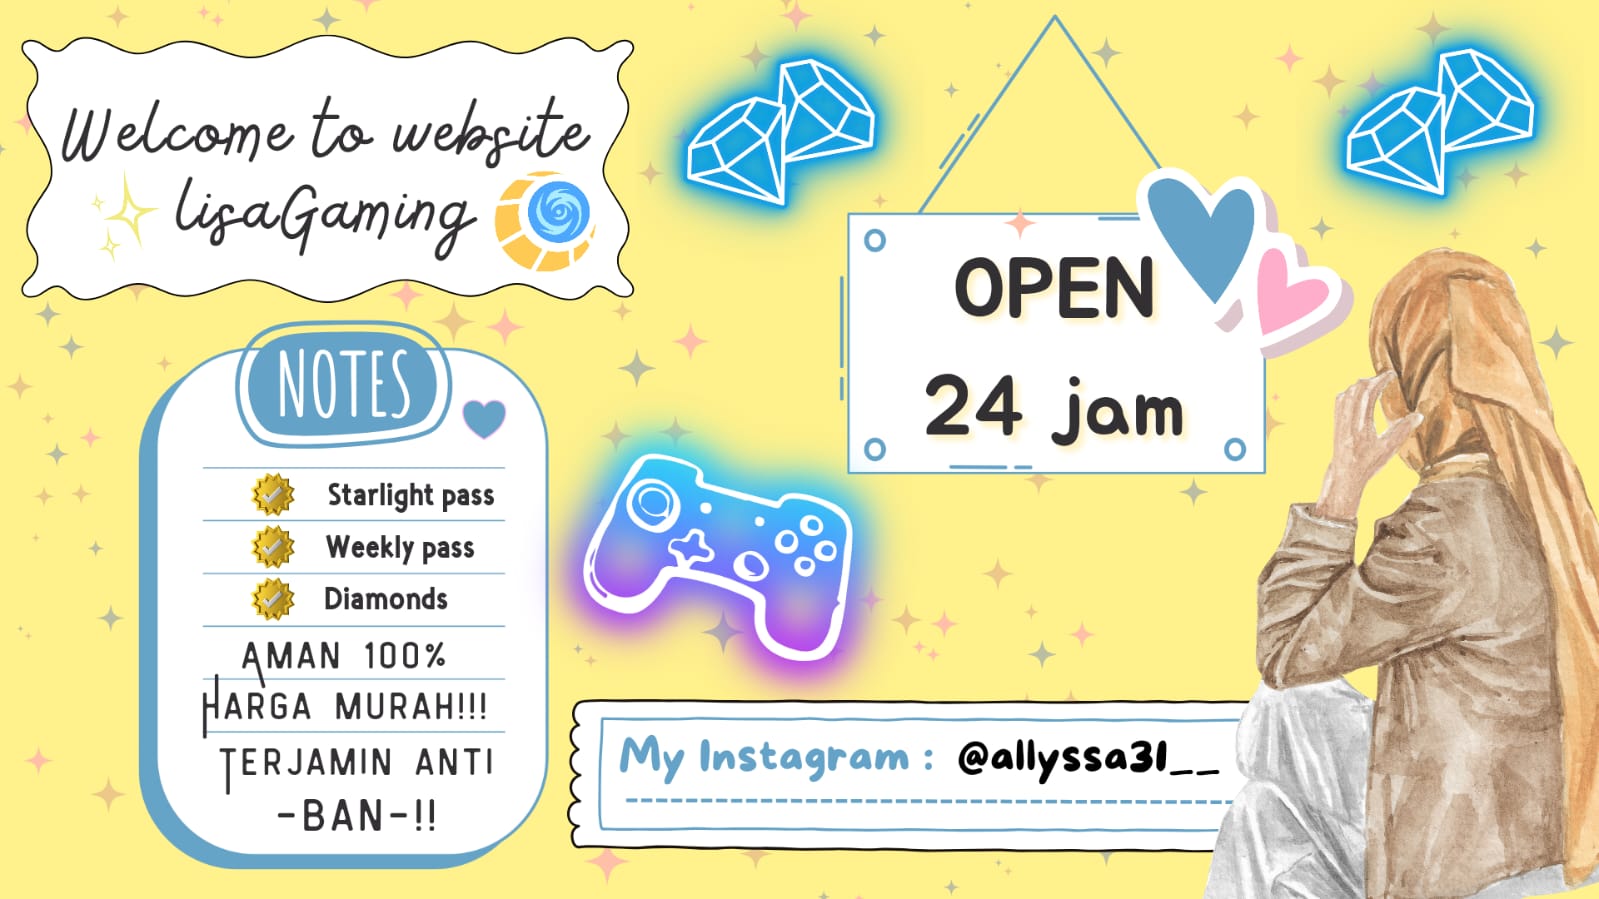 Welcome to website
lisaGaming
OPEN
24 jam
NOTES
Starlight pass
Weekly pass
Diamonds
AMAN 100%
HARGA MURAH!!!
TERJAMIN ANTI
-BAN-!!
My Instagram : @allyssa31__